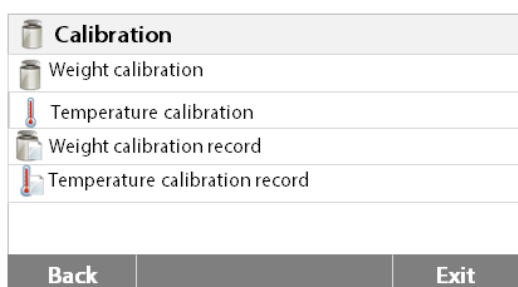 Calibration
Weight calibration
Temperature calibration
Weight calibration record
Temperature calibration record
Back Exit